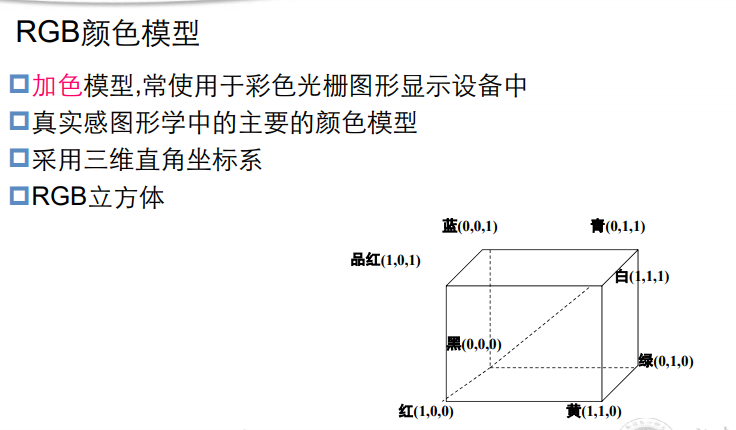 RGB颜色模型
加色模型,常使用于彩色光栅图形显示设备中
真实感图形学中的主要的颜色模型
采用三维直角坐标系
RGB立方体
蓝(0,0,1)
青(0,1,1)
品红(1,0,1)
白(1,1,1)
黑(0,0,0)
绿(0,1,0)
红(1,0,0)
黄(1,1,0)